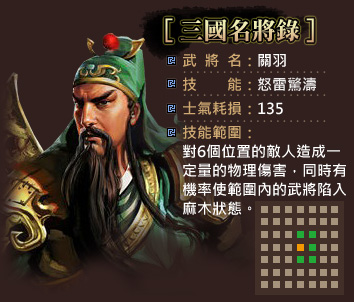 [ 三國名將錄 ]
武將名：關羽
技能：怒雷驚濤
士氣耗損：135
技能範圍：
對6個位置的敵人造成一
定量的物理傷害，同時有
機率使範圍內的武將陷入
麻木狀態。